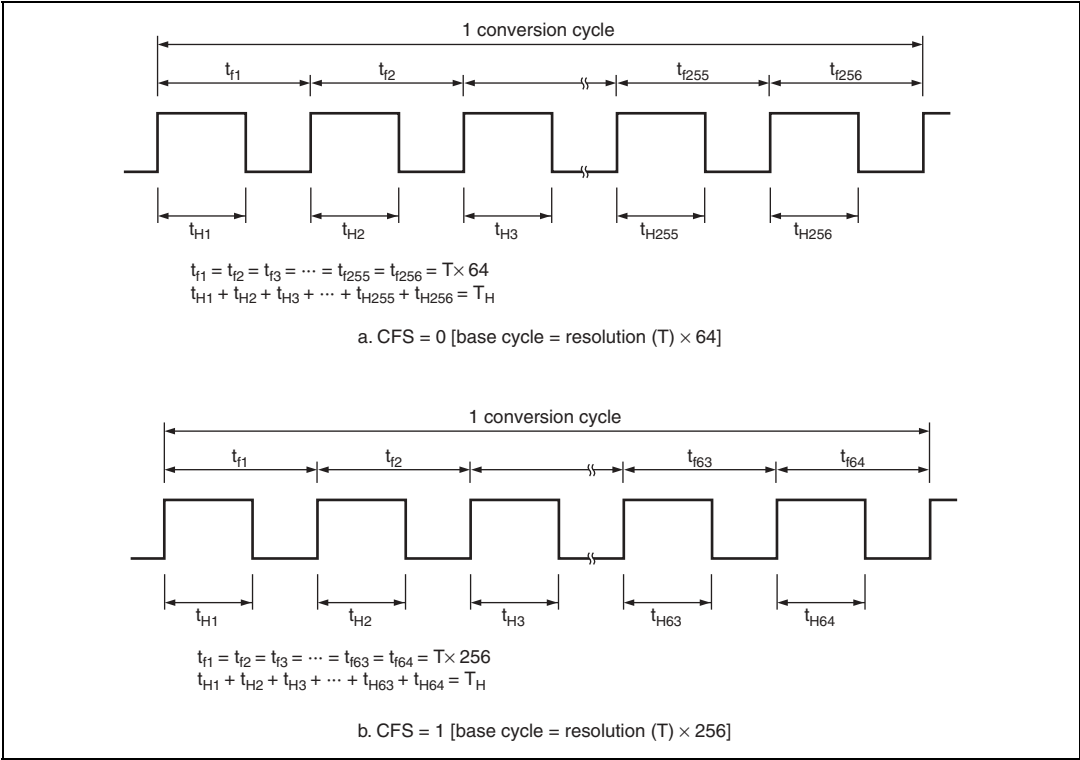 1 conversion cycle
tf1 tf2 tf255 tf256
tH1 tH2 tH3 tH255 tH256
tf1 = tf2 = tf3 = ··· = tf255 = tf256 = T× 64
tH1 + tH2 + tH3 + ··· + tH255 + tH256 = TH
a. CFS = 0 [base cycle = resolution (T) × 64]
1 conversion cycle
tf1 tf2 tf63 tf64
tH1 tH2 tH3 tH63 tH64
tf1 = tf2 = tf3 = ··· = tf63 = tf64 = T× 256
tH1 + tH2 + tH3 + ··· + tH63 + tH64 = TH
b. CFS = 1 [base cycle = resolution (T) × 256]